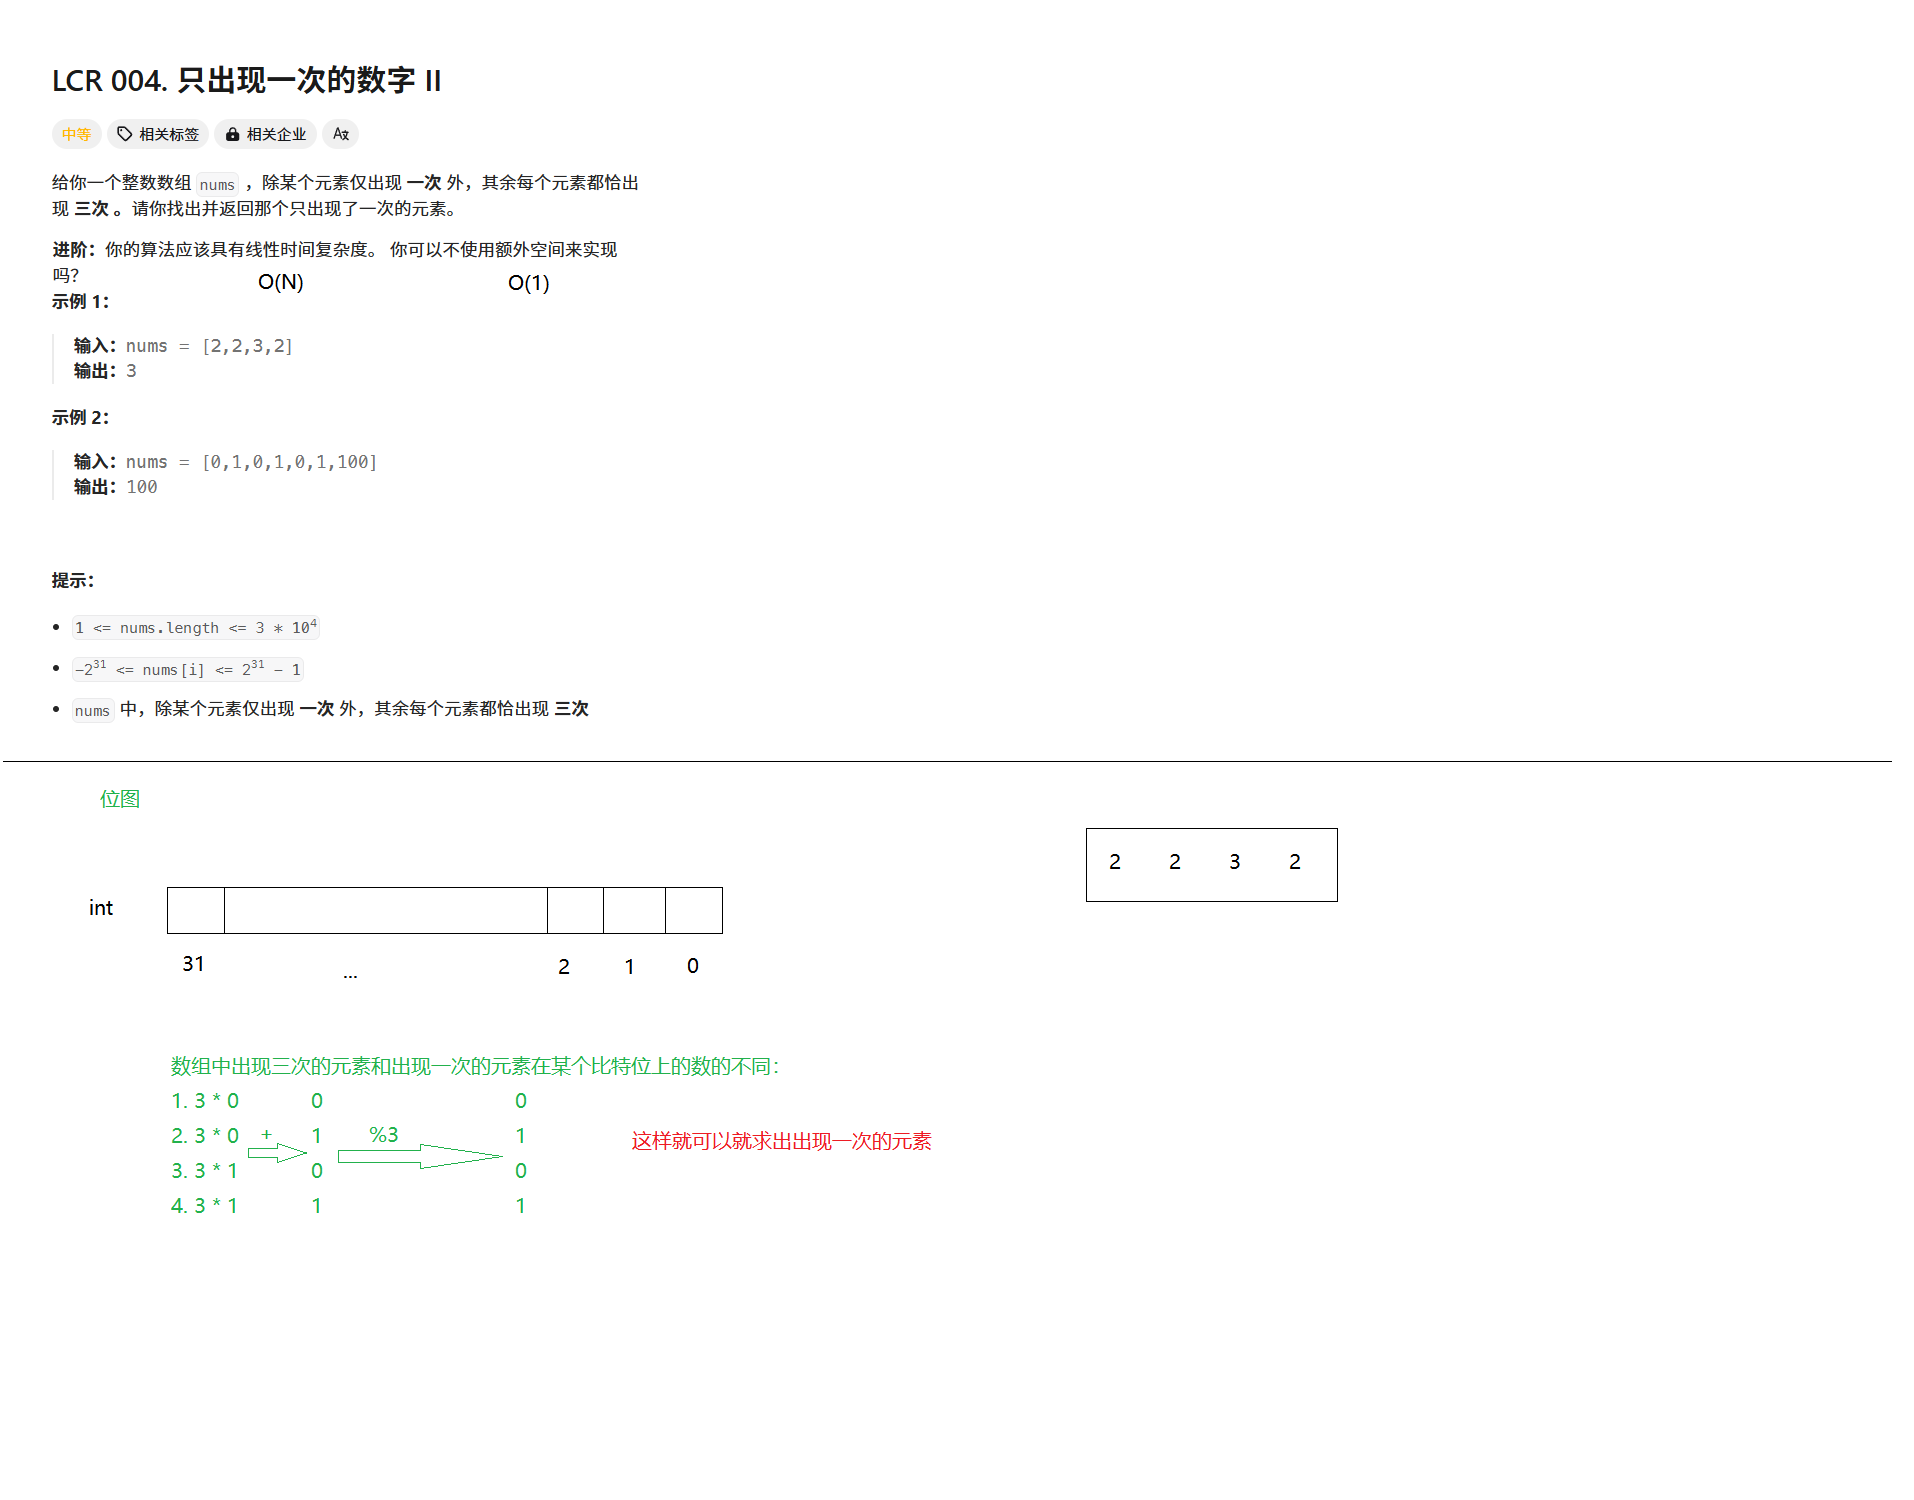 LCR 004. 只出现一次的数字 II
中等 相关标签 相关企业
给你一个整数数组 nums ，除某个元素仅出现 一次 外，其余每个元素都恰出
现 三次 。请你找出并返回那个只出现了一次的元素。
进阶：你的算法应该具有线性时间复杂度。 你可以不使用额外空间来实现
吗？
O(N) O(1)
示例 1：
输入：nums = [2,2,3,2]
输出：3
示例 2：
输入：nums = [0,1,0,1,0,1,100]
输出：100
提示：
1 <= nums.length <= 3 * 10⁴
-2³¹ <= nums[i] <= 2³¹ - 1
nums 中，除某个元素仅出现 一次 外，其余每个元素都恰出现 三次
位图
2 2 3 2
int
31 ... 2 1 0
数组中出现三次的元素和出现一次的元素在某个比特位上的数的不同：
1. 3 * 0 0 0
2. 3 * 0 + 1 %3 1 这样就可以就求出出现一次的元素
3. 3 * 1 0 0
4. 3 * 1 1 1